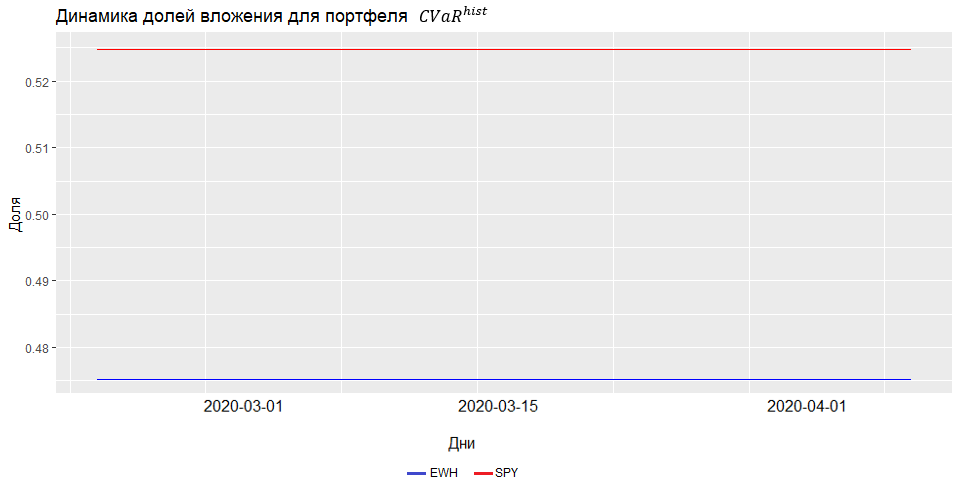 Динамика долей вложения для портфеля CVaR^hist
0.52
0.51
0.50
0.49
0.48
Доля
2020-03-01 2020-03-15 2020-04-01
Дни
EWH SPY